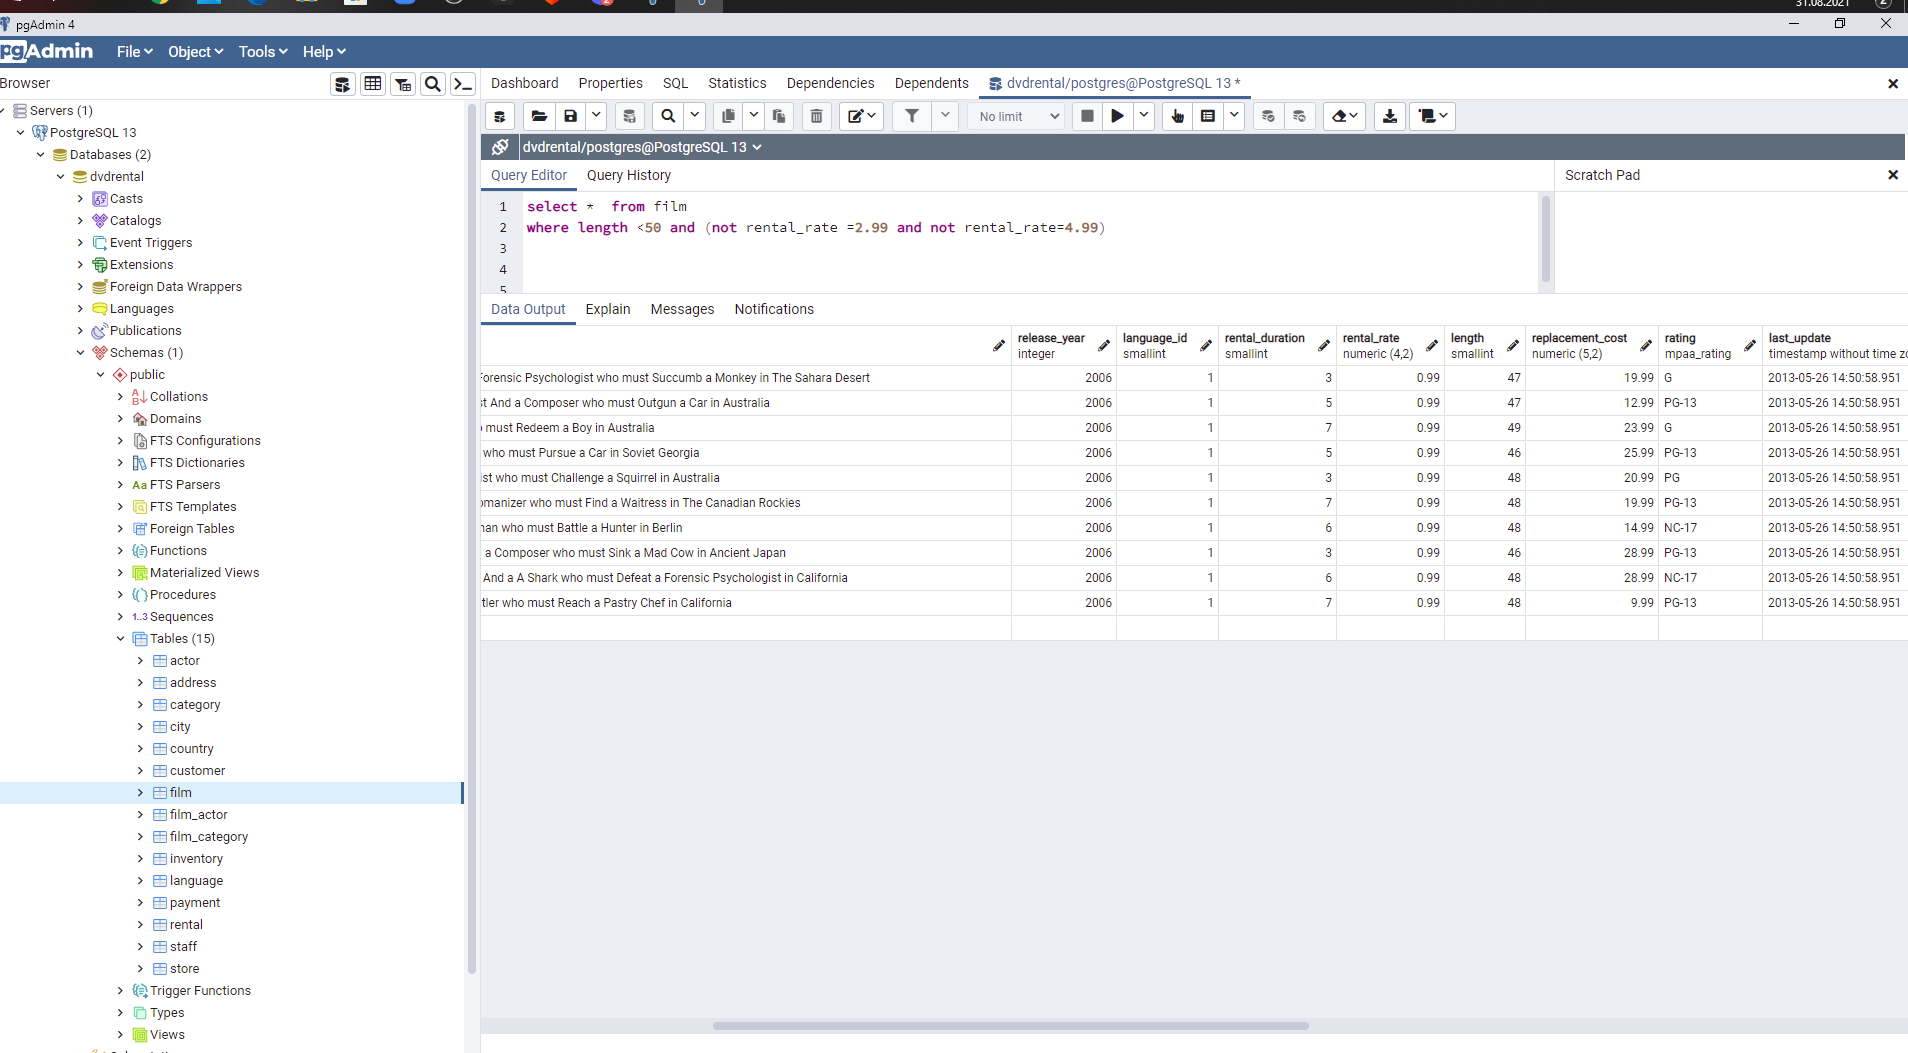 31.08.2021
2
pgAdmin 4
pgAdmin
File Object Tools Help
Browser
Dashboard Properties SQL Statistics Dependencies Dependents dvdrental/postgres@PostgreSQL 13 *
No limit
dvdrental/postgres@PostgreSQL 13
Query Editor Query History
Scratch Pad
1 select * from film
2 where length <50 and (not rental_rate =2.99 and not rental_rate=4.99)
3
4
5
Data Output Explain Messages Notifications
release_year integer language_id smallint rental_duration smallint rental_rate numeric (4,2) length smallint replacement_cost numeric (5,2) rating mpaa_rating last_update timestamp without time
Forensic Psychologist who must Succumb a Monkey in The Sahara Desert 2006 1 3 0.99 47 19.99 G 2013-05-26 14:50:58.951
And a Composer who must Outgun a Car in Australia 2006 1 5 0.99 47 12.99 PG-13 2013-05-26 14:50:58.951
must Redeem a Boy in Australia 2006 1 7 0.99 49 23.99 G 2013-05-26 14:50:58.951
who must Pursue a Car in Soviet Georgia 2006 1 5 0.99 46 25.99 PG-13 2013-05-26 14:50:58.951
ist who must Challenge a Squirrel in Australia 2006 1 3 0.99 48 20.99 PG 2013-05-26 14:50:58.951
omanizer who must Find a Waitress in The Canadian Rockies 2006 1 7 0.99 48 19.99 PG-13 2013-05-26 14:50:58.951
nan who must Battle a Hunter in Berlin 2006 1 6 0.99 48 14.99 NC-17 2013-05-26 14:50:58.951
a Composer who must Sink a Mad Cow in Ancient Japan 2006 1 3 0.99 46 28.99 PG-13 2013-05-26 14:50:58.951
And a A Shark who must Defeat a Forensic Psychologist in California 2006 1 6 0.99 48 28.99 NC-17 2013-05-26 14:50:58.951
tler who must Reach a Pastry Chef in California 2006 1 7 0.99 48 9.99 PG-13 2013-05-26 14:50:58.951
Servers (1)
PostgreSQL 13
Databases (2)
dvdrental
Casts
Catalogs
Event Triggers
Extensions
Foreign Data Wrappers
Languages
Publications
Schemas (1)
public
Collations
Domains
FTS Configurations
FTS Dictionaries
Aa FTS Parsers
FTS Templates
Foreign Tables
Functions
Materialized Views
Procedures
1..3 Sequences
Tables (15)
actor
address
category
city
country
customer
film
film_actor
film_category
inventory
language
payment
rental
staff
store
Trigger Functions
Types
Views